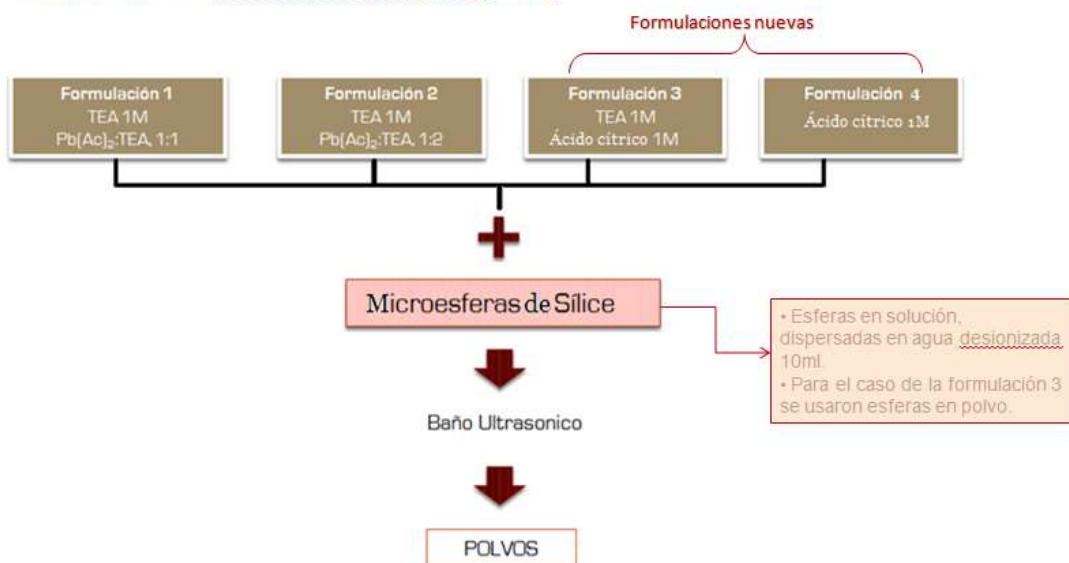 Formulaciones nuevas
Formulación 1
TEA 1M
Pb(Ac)₂:TEA, 1:1
Formulación 2
TEA 1M
Pb(Ac)₂:TEA, 1:2
Formulación 3
TEA 1M
Ácido cítrico 1M
Formulación 4
Ácido cítrico 1M
Microesferas de Sílice
• Esferas en solución,
dispersadas en agua desionizada
10ml.
• Para el caso de la formulación 3
se usaron esferas en polvo.
Baño Ultrasonico
POLVOS